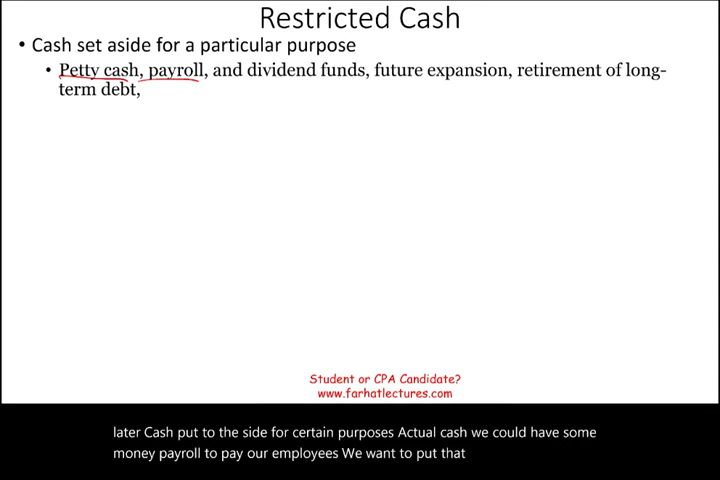 Restricted Cash
• Cash set aside for a particular purpose
• Petty cash, payroll, and dividend funds, future expansion, retirement of long-
term debt,
Student or CPA Candidate?
www.farhatlectures.com
later Cash put to the side for certain purposes Actual cash we could have some
money payroll to pay our employees We want to put that